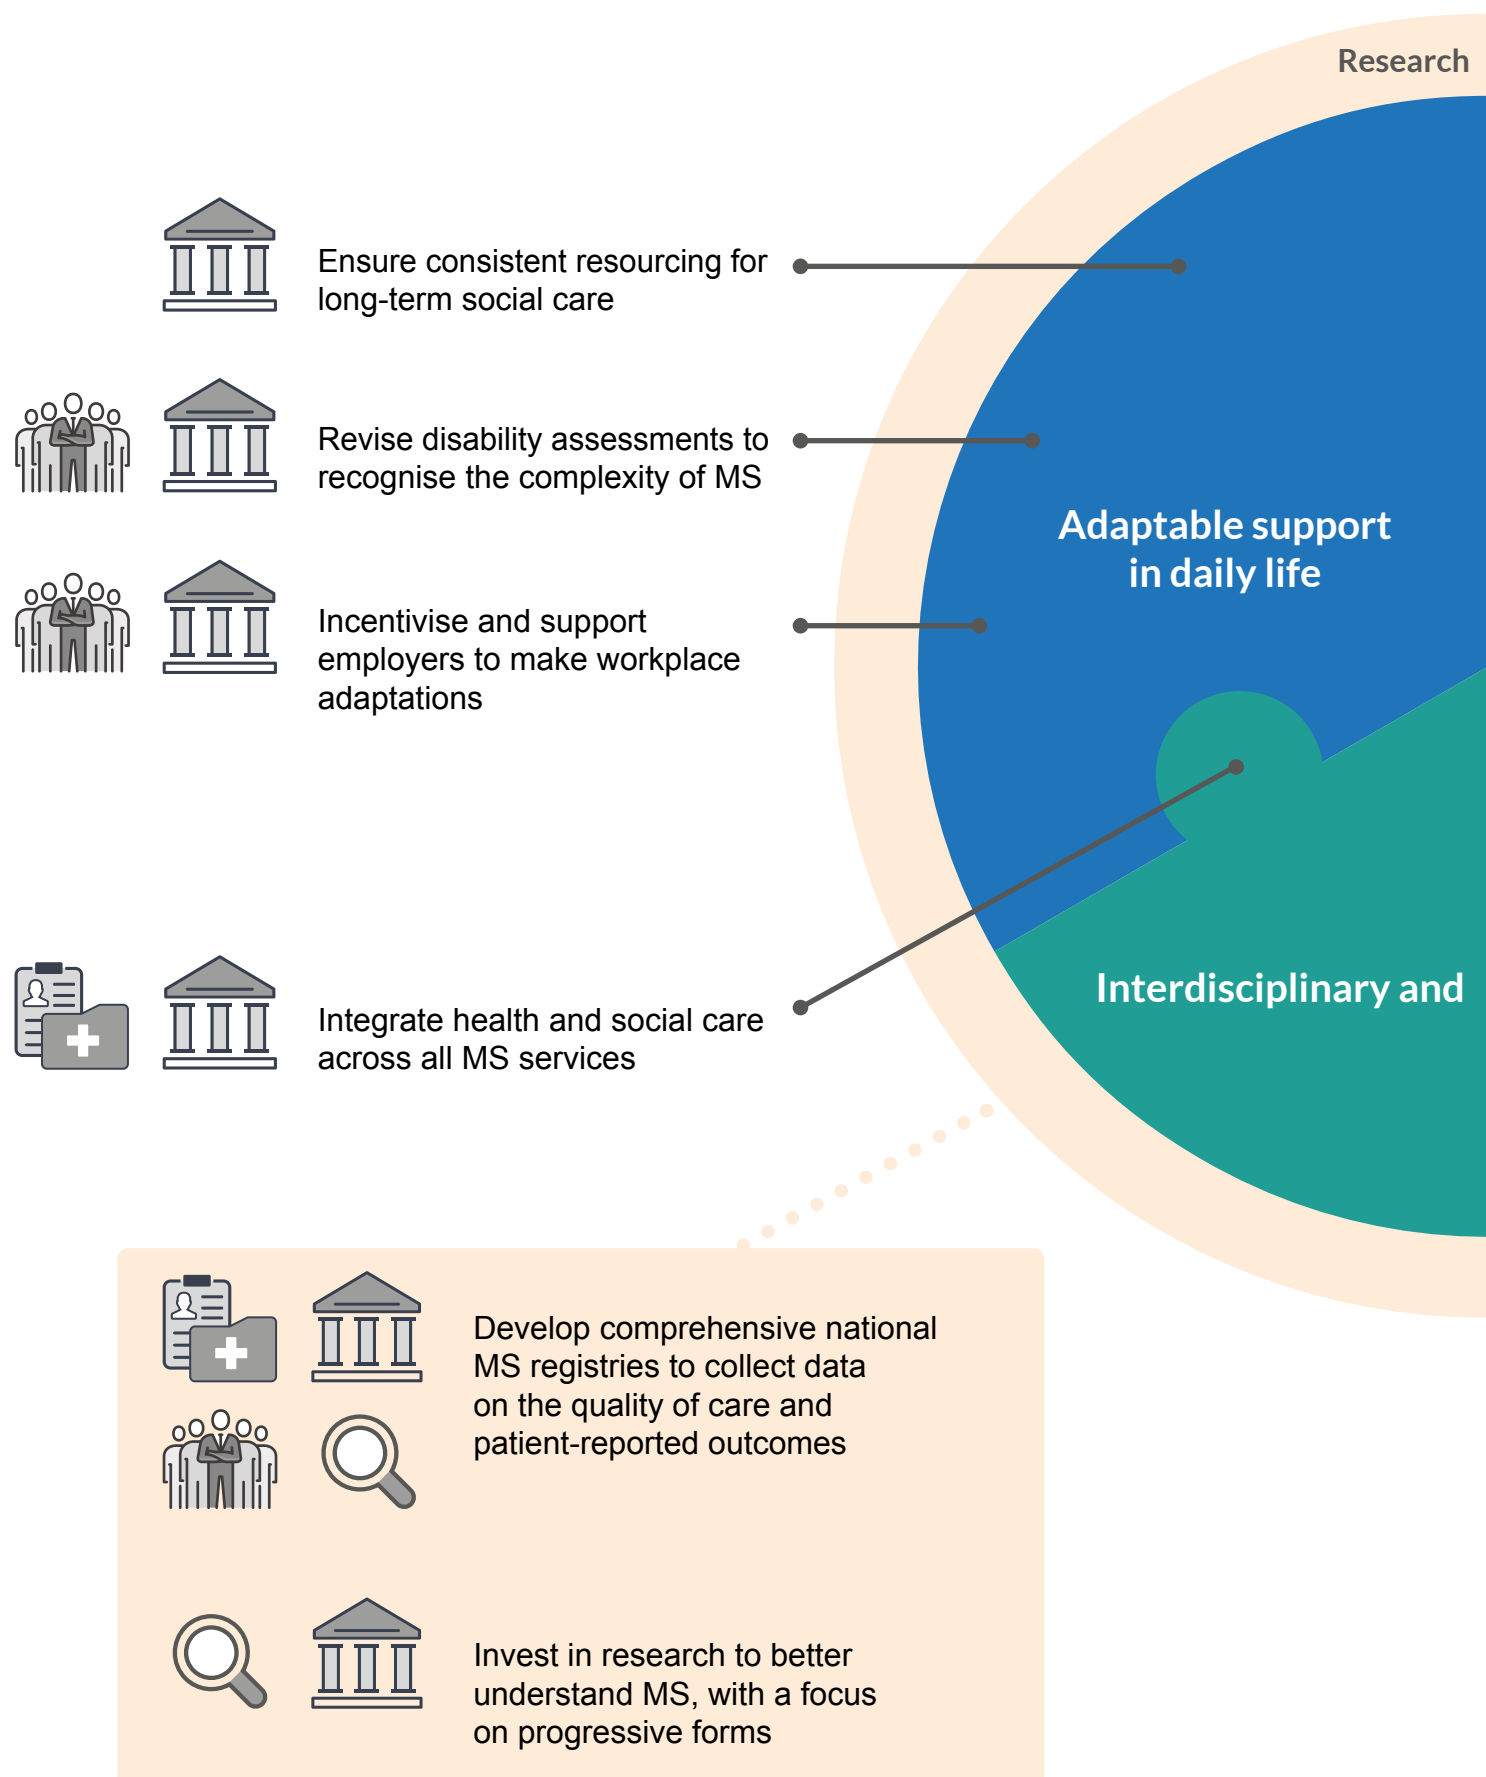 Research
Ensure consistent resourcing for
long-term social care
Revise disability assessments to
recognise the complexity of MS
Adaptable support
in daily life
Incentivise and support
employers to make workplace
adaptations
Interdisciplinary and
Integrate health and social care
across all MS services
Develop comprehensive national
MS registries to collect data
on the quality of care and
patient-reported outcomes
Invest in research to better
understand MS, with a focus
on progressive forms